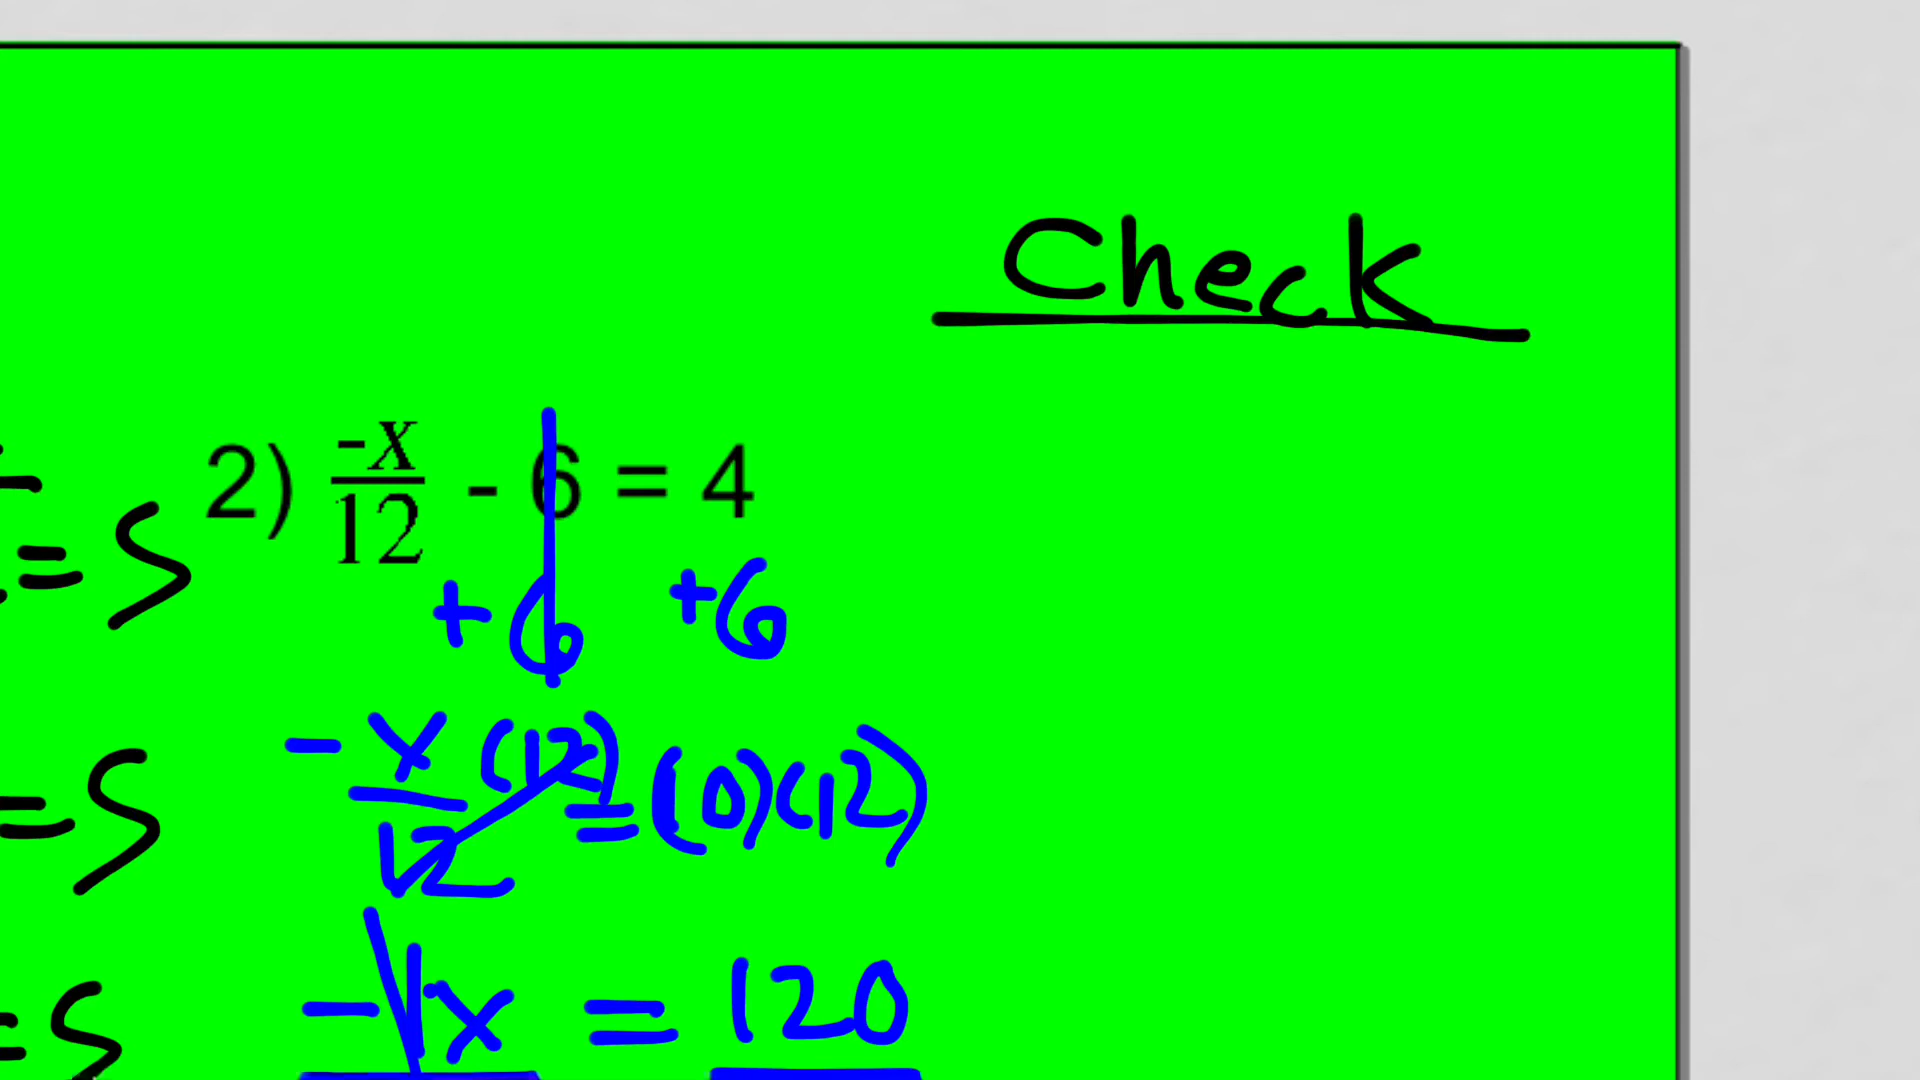 Check
2) -x/12 - 6 = 4
= 5
+6 +6
= 5
-x/12 (12) = (10)(12)
= 5
-1x = 120